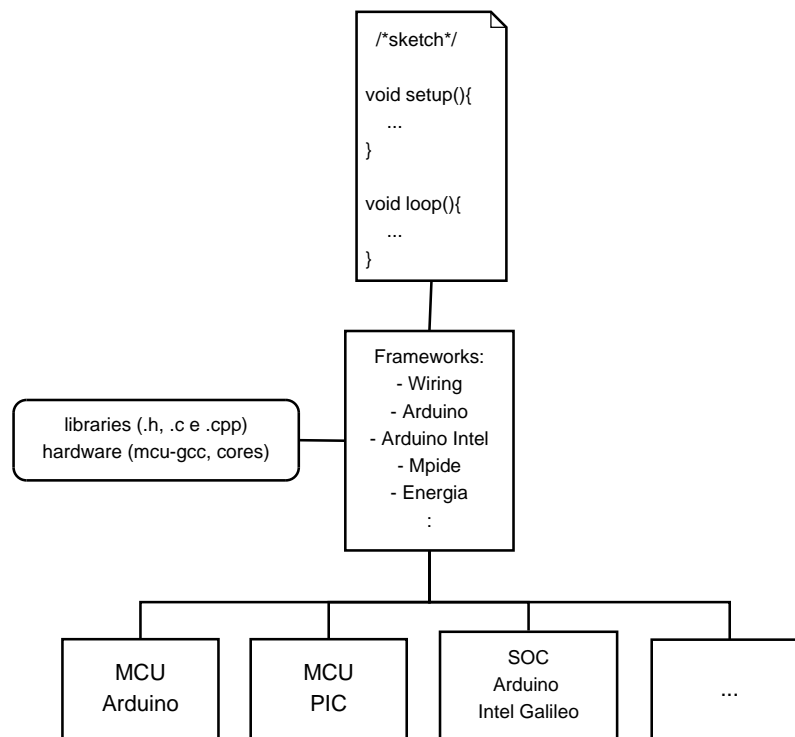 /*sketch*/
void setup(){
...
}
void loop(){
...
}
Frameworks:
- Wiring
- Arduino
- Arduino Intel
- Mpide
- Energia
:
libraries (.h, .c e .cpp)
hardware (mcu-gcc, cores)
MCU
Arduino
MCU
PIC
SOC
Arduino
Intel Galileo
...